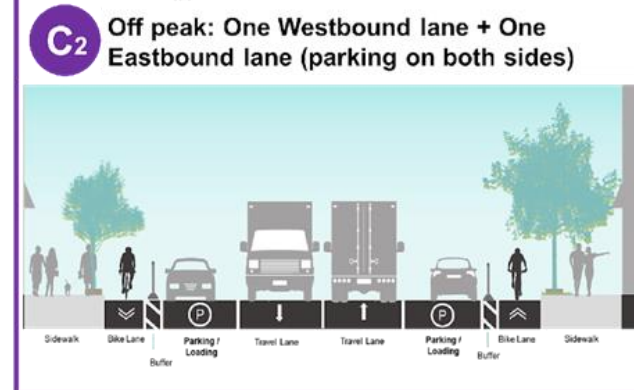 C2
Off peak: One Westbound lane + One
Eastbound lane (parking on both sides)
P
P
Sidewalk
Bike Lane
Buffer
Parking /
Loading
Travel Lane
Travel Lane
Parking /
Loading
Buffer
Bike Lane
Sidewalk